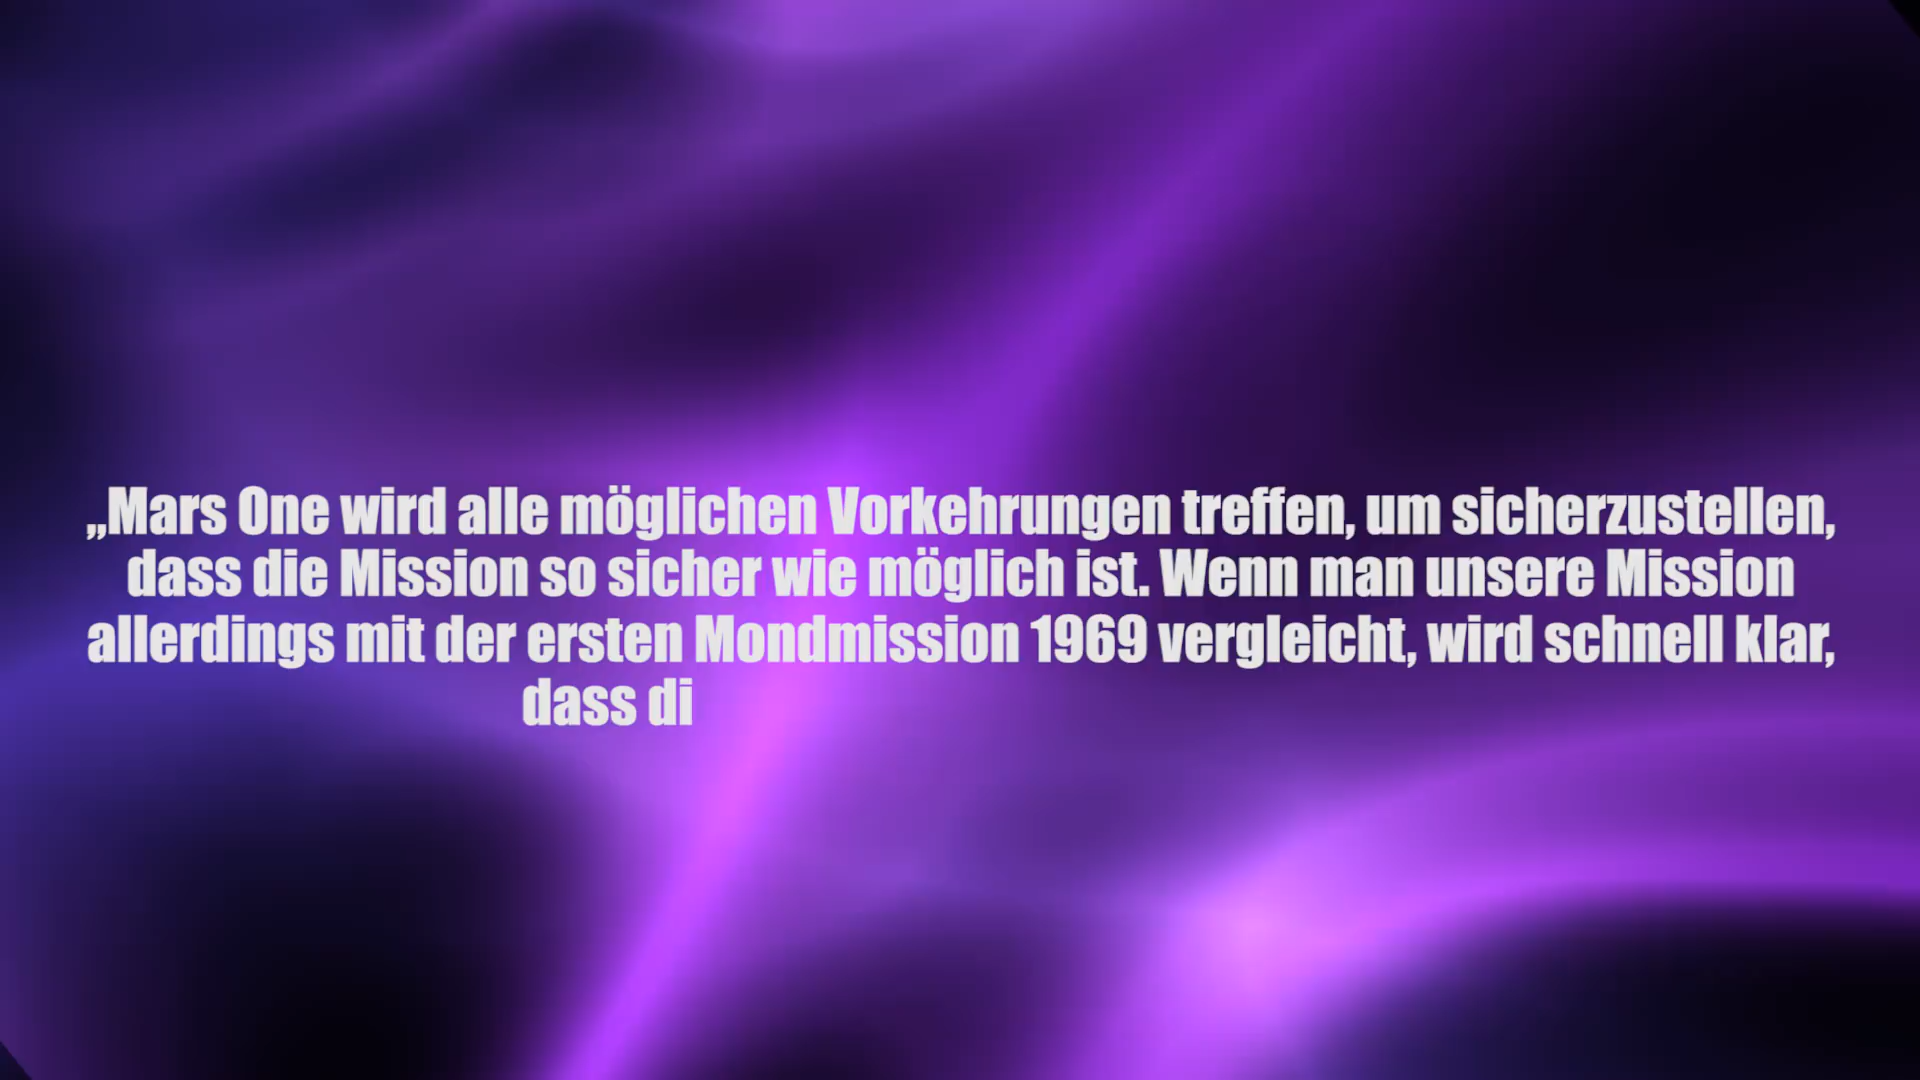 „Mars One wird alle möglichen Vorkehrungen treffen, um sicherzustellen,
dass die Mission so sicher wie möglich ist. Wenn man unsere Mission
allerdings mit der ersten Mondmission 1969 vergleicht, wird schnell klar,
dass di